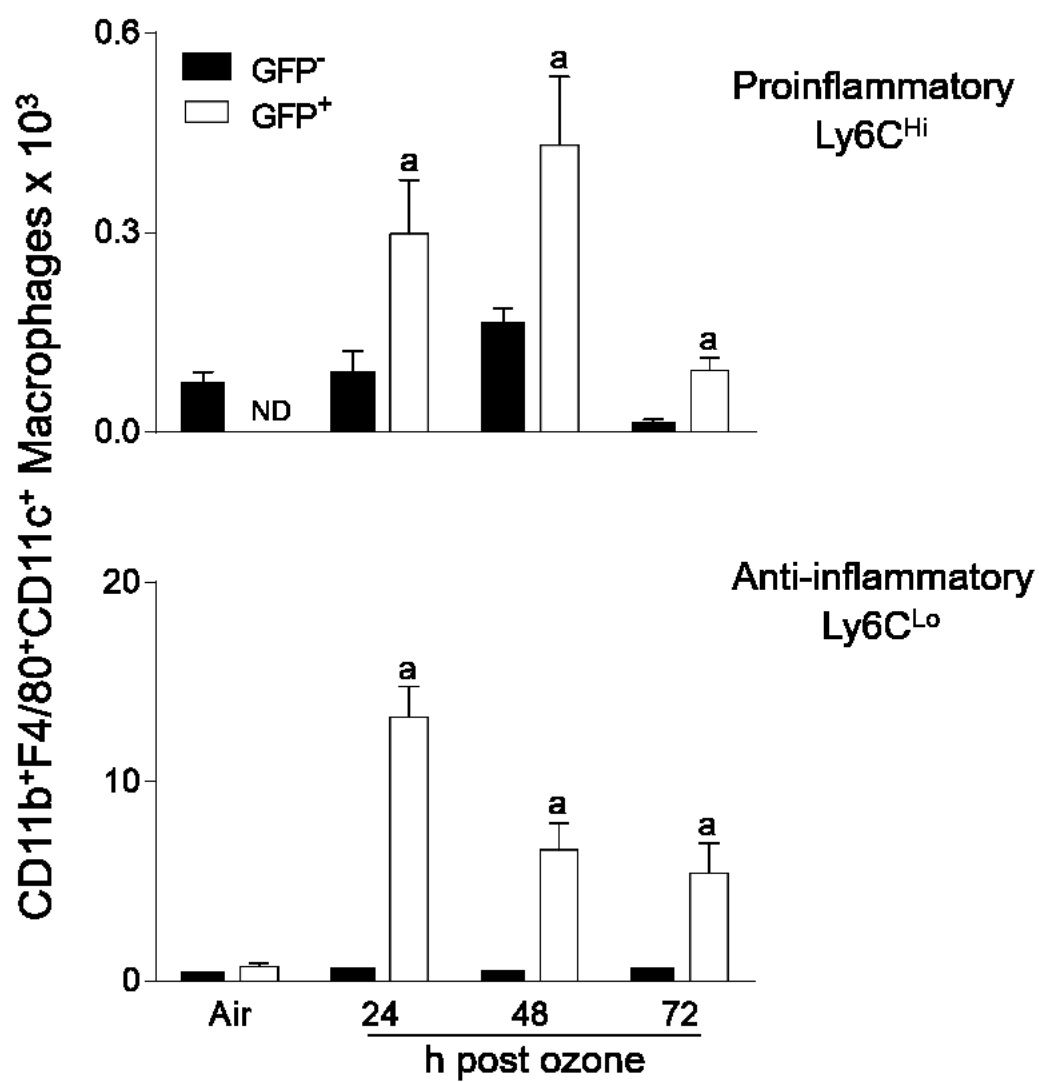 CD11b⁺F4/80⁺CD11c⁺ Macrophages x 10³
0.6
GFP⁻
GFP⁺
a
a
Proinflammatory
Ly6Cᴴⁱ
0.3
a
ND
0.0
20
Anti-inflammatory
Ly6Cᴸᵒ
a
10
a
a
0
Air 24 48 72
h post ozone